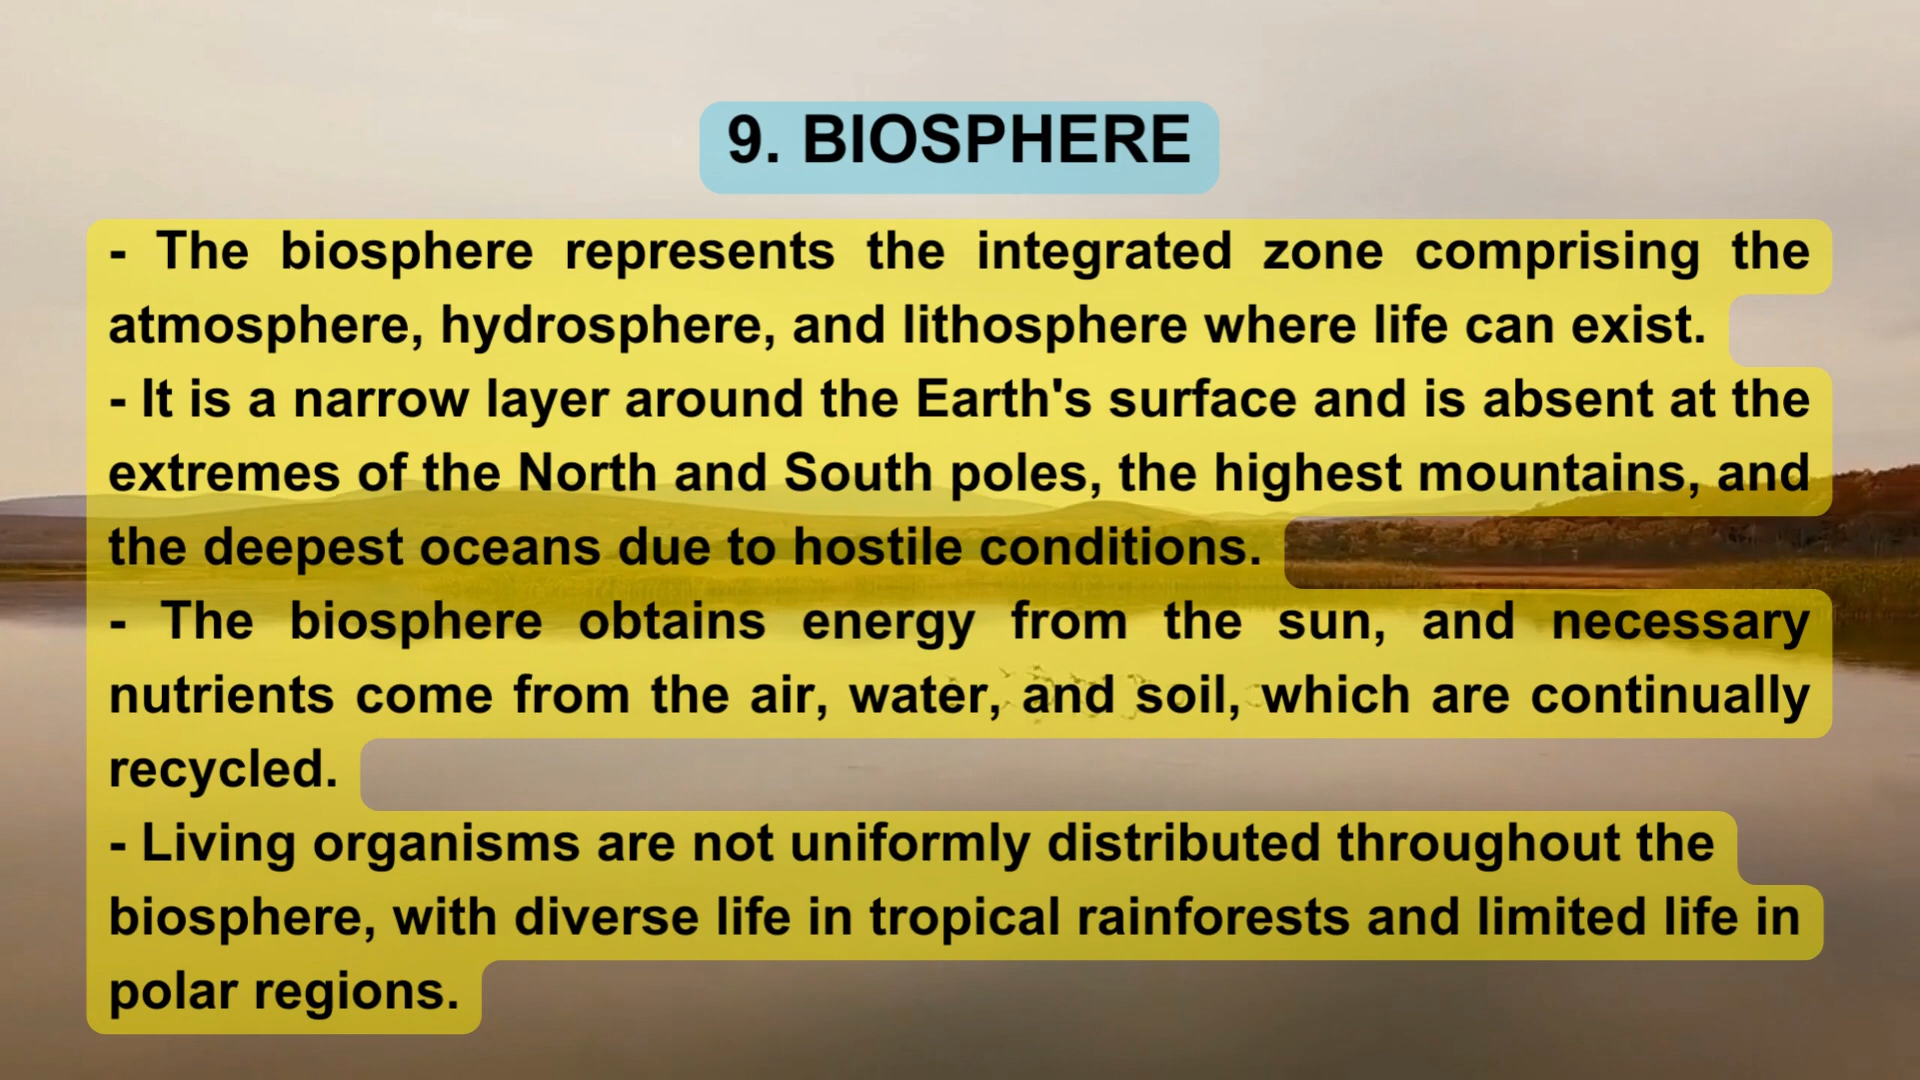 9. BIOSPHERE
- The biosphere represents the integrated zone comprising the
atmosphere, hydrosphere, and lithosphere where life can exist.
- It is a narrow layer around the Earth's surface and is absent at the
extremes of the North and South poles, the highest mountains, and
the deepest oceans due to hostile conditions.
- The biosphere obtains energy from the sun, and necessary
nutrients come from the air, water, and soil, which are continually
recycled.
- Living organisms are not uniformly distributed throughout the
biosphere, with diverse life in tropical rainforests and limited life in
polar regions.